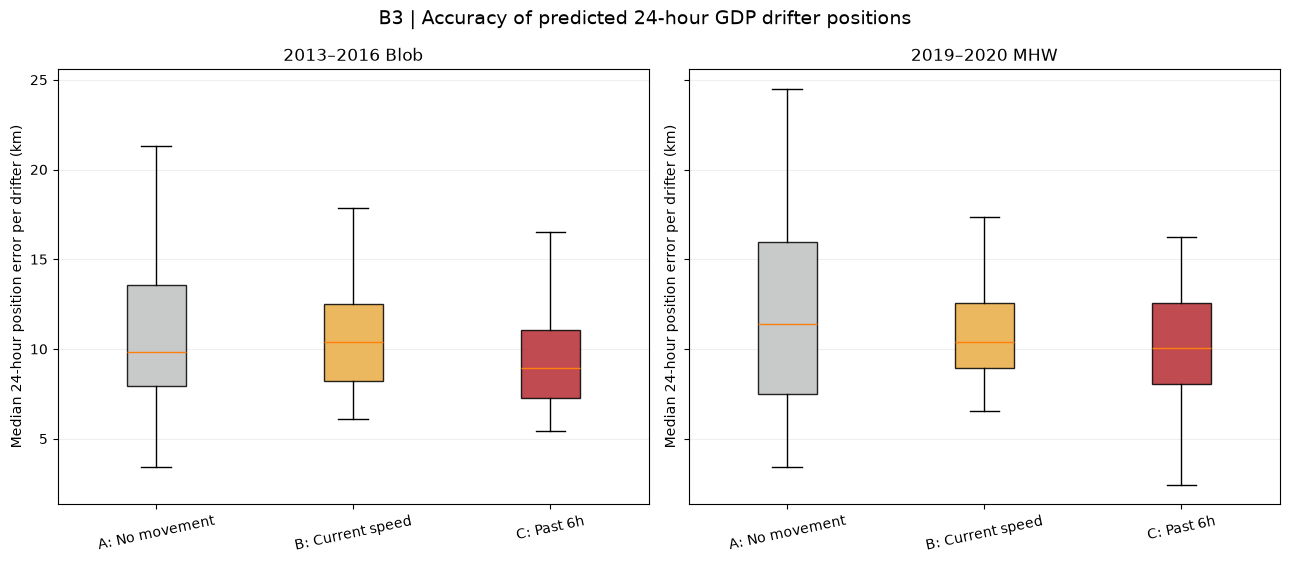 B3 | Accuracy of predicted 24-hour GDP drifter positions
2013–2016 Blob
Median 24-hour position error per drifter (km)
25
20
15
10
5
A: No movement
B: Current speed
C: Past 6h
2019–2020 MHW
Median 24-hour position error per drifter (km)
A: No movement
B: Current speed
C: Past 6h